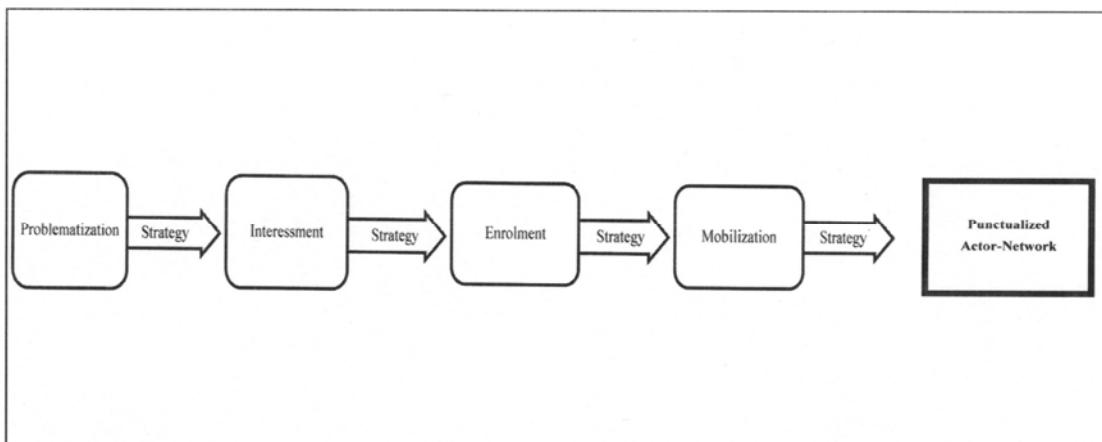 Problematization
Strategy
Interessment
Strategy
Enrolment
Strategy
Mobilization
Strategy
Punctualized
Actor-Network